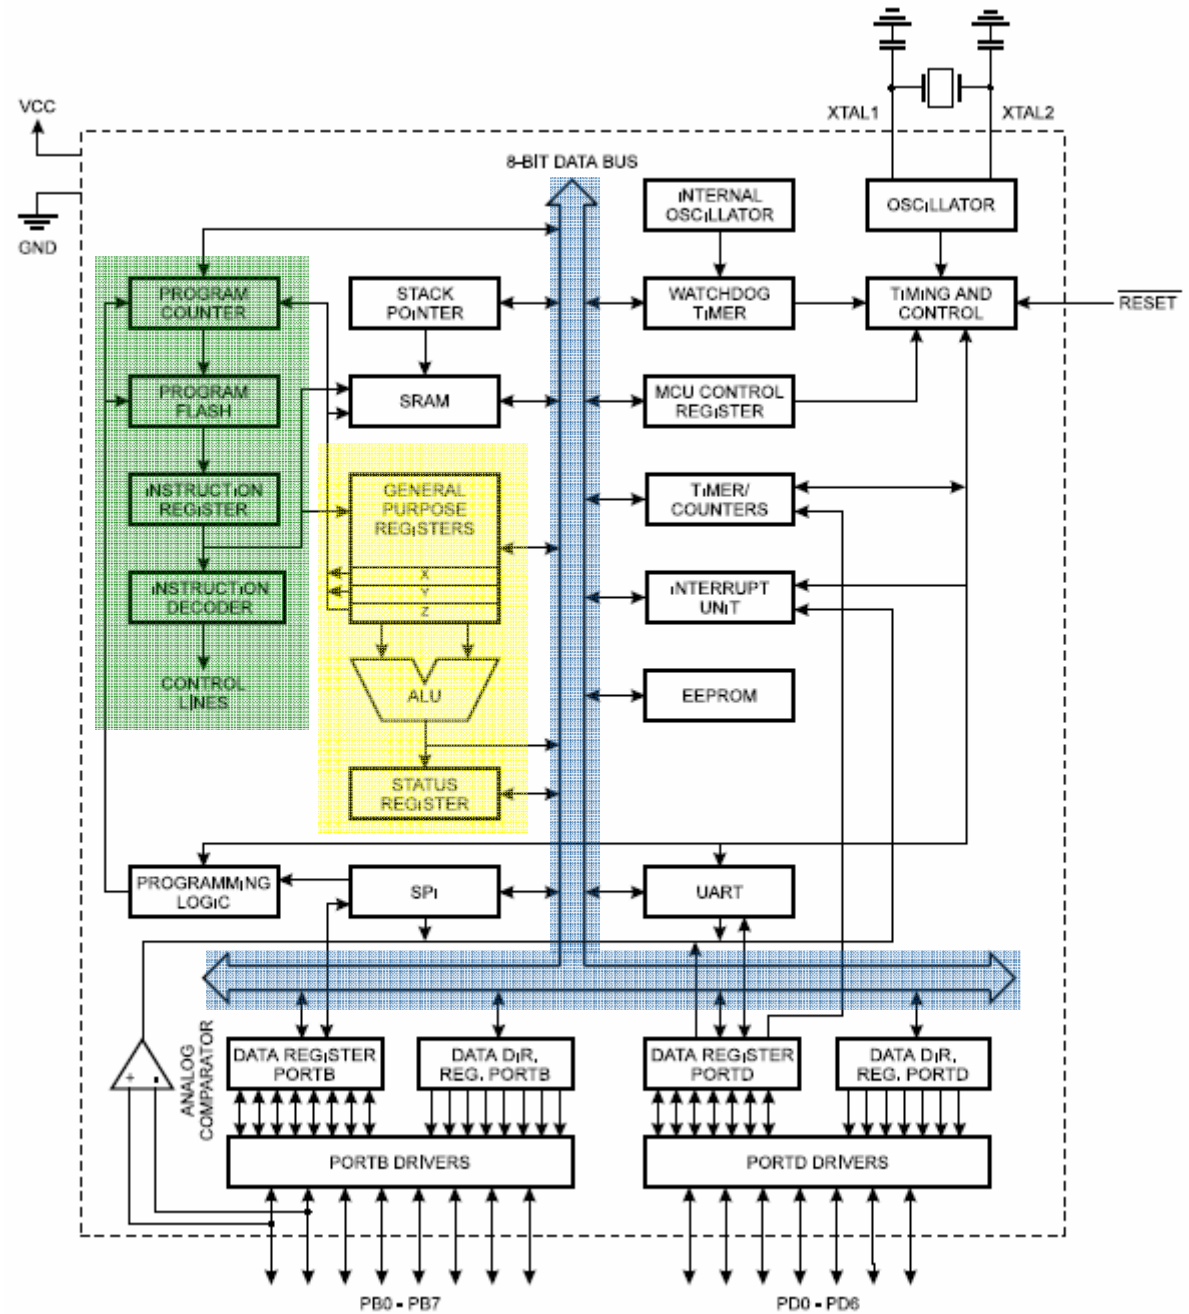 XTAL1
XTAL2
VCC
GND
8-BIT DATA BUS
INTERNAL
OSCILLATOR
OSCILLATOR
PROGRAM
COUNTER
STACK
POINTER
WATCHDOG
TIMER
TIMING AND
CONTROL
RESET
PROGRAM
FLASH
SRAM
MCU CONTROL
REGISTER
INSTRUCTION
REGISTER
GENERAL
PURPOSE
REGISTERS
X
Y
Z
TIMER/
COUNTERS
INSTRUCTION
DECODER
INTERRUPT
UNIT
CONTROL
LINES
ALU
EEPROM
STATUS
REGISTER
PROGRAMMING
LOGIC
SPI
UART
ANALOG
COMPARATOR
+
-
DATA REGISTER
PORTB
DATA DIR,
REG. PORTB
DATA REGISTER
PORTD
DATA DIR,
REG. PORTD
PORTB DRIVERS
PORTD DRIVERS
PB0 - PB7
PD0 - PD6